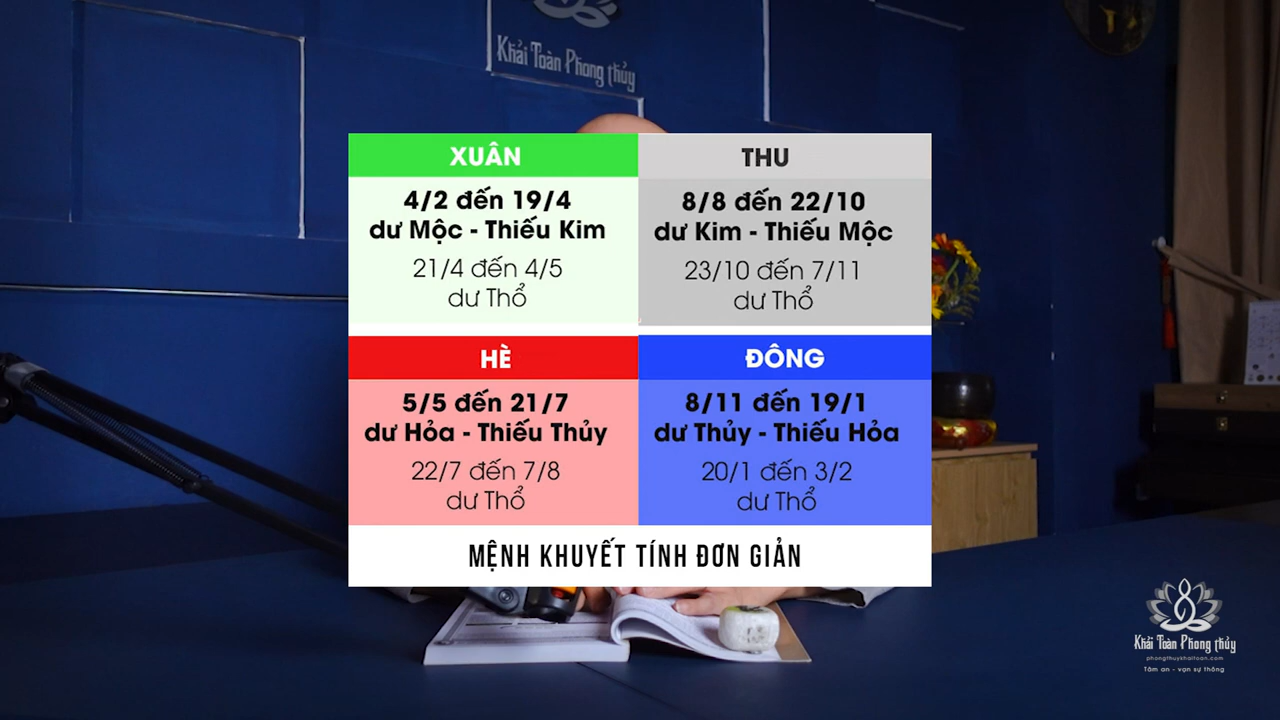 Khải Toàn Phong thủy
XUÂN
4/2 đến 19/4
dư Mộc - Thiếu Kim
21/4 đến 4/5
dư Thổ
THU
8/8 đến 22/10
dư Kim - Thiếu Mộc
23/10 đến 7/11
dư Thổ
HÈ
5/5 đến 21/7
dư Hỏa - Thiếu Thủy
22/7 đến 7/8
dư Thổ
ĐÔNG
8/11 đến 19/1
dư Thủy - Thiếu Hỏa
20/1 đến 3/2
dư Thổ
MỆNH KHUYẾT TÍNH ĐƠN GIẢN
Khải Toàn Phong thủy
phongthuykhaitoan.com
Tâm an - vạn sự thông